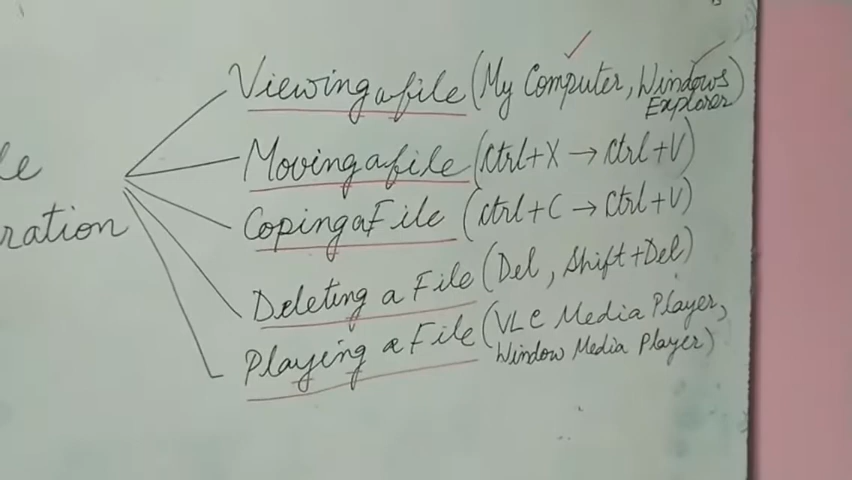 Viewing a file (My Computer, Windows
Explorer)
le
Moving a file (Ctrl+X → Ctrl+V)
Coping a File (Ctrl+C → Ctrl+V)
ration
Deleting a File (Del, Shift+Del)
Playing a File (VLC Media Player,
Window Media Player)